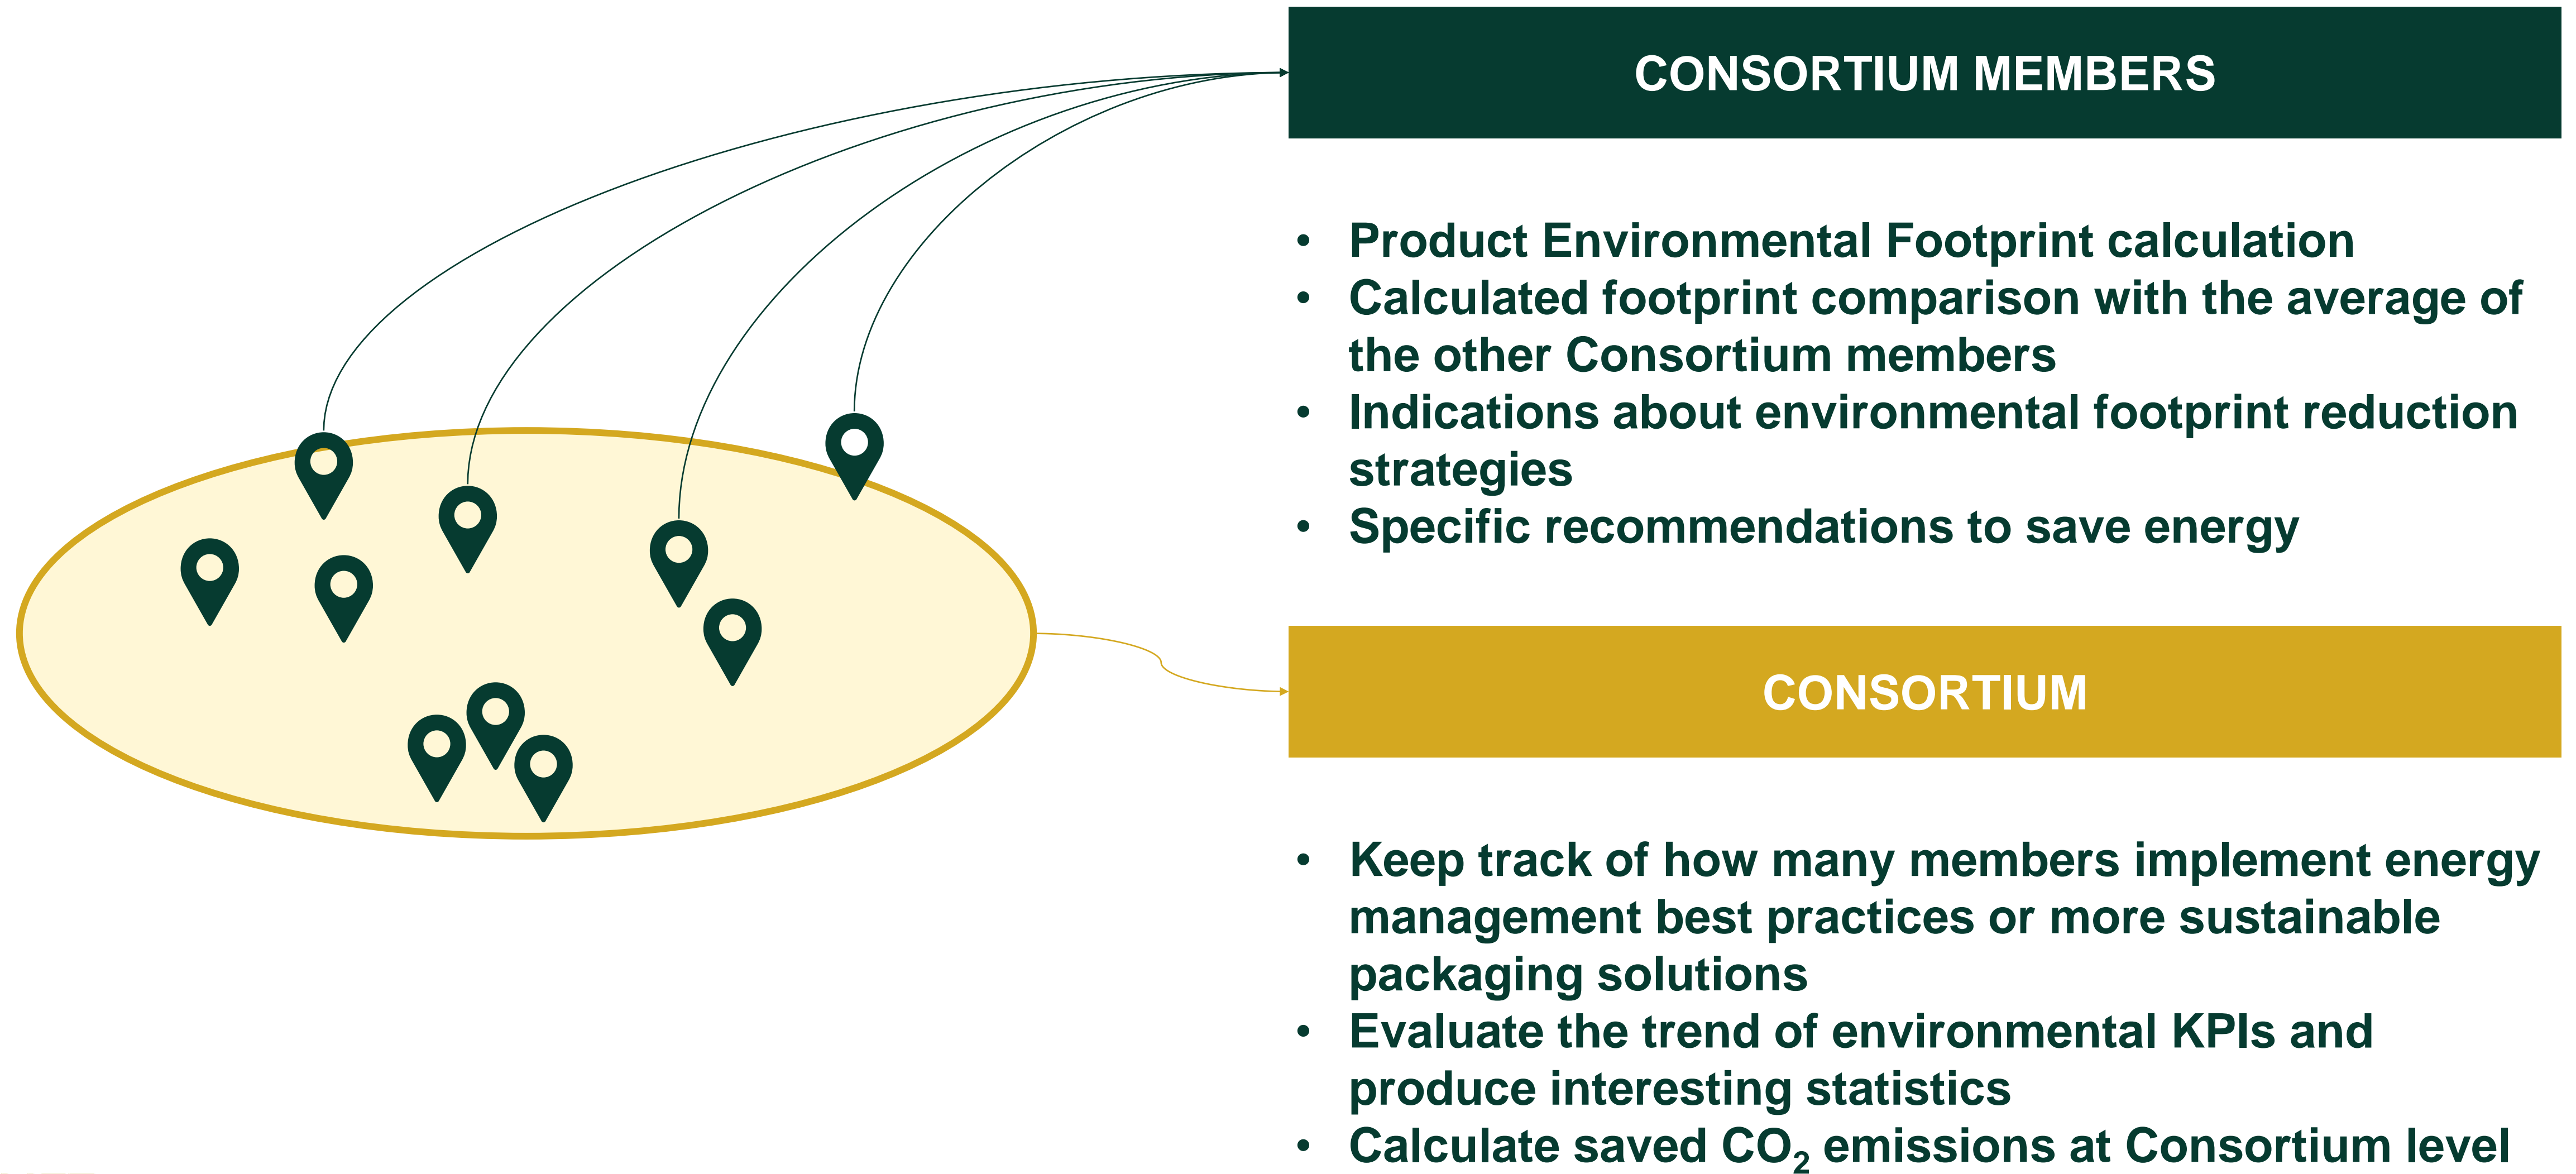 CONSORTIUM MEMBERS
• Product Environmental Footprint calculation
• Calculated footprint comparison with the average of
the other Consortium members
• Indications about environmental footprint reduction
strategies
• Specific recommendations to save energy
CONSORTIUM
• Keep track of how many members implement energy
management best practices or more sustainable
packaging solutions
• Evaluate the trend of environmental KPIs and
produce interesting statistics
• Calculate saved CO₂ emissions at Consortium level